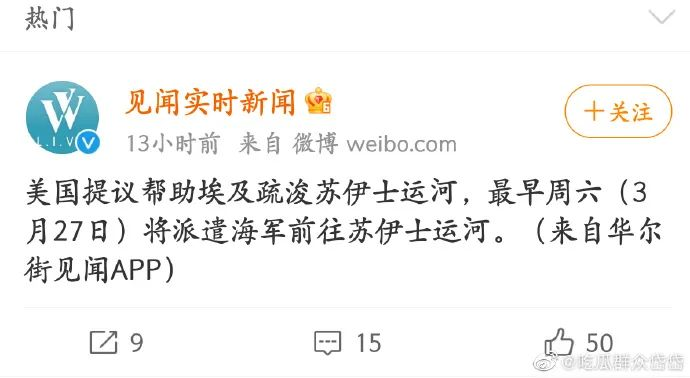 热门
见闻实时新闻
+关注
L.I.V
13小时前 来自 微博 weibo.com
美国提议帮助埃及疏浚苏伊士运河，最早周六（3
月27日）将派遣海军前往苏伊士运河。（来自华尔
街见闻APP）
9 15 50
@吃瓜群众岱岱